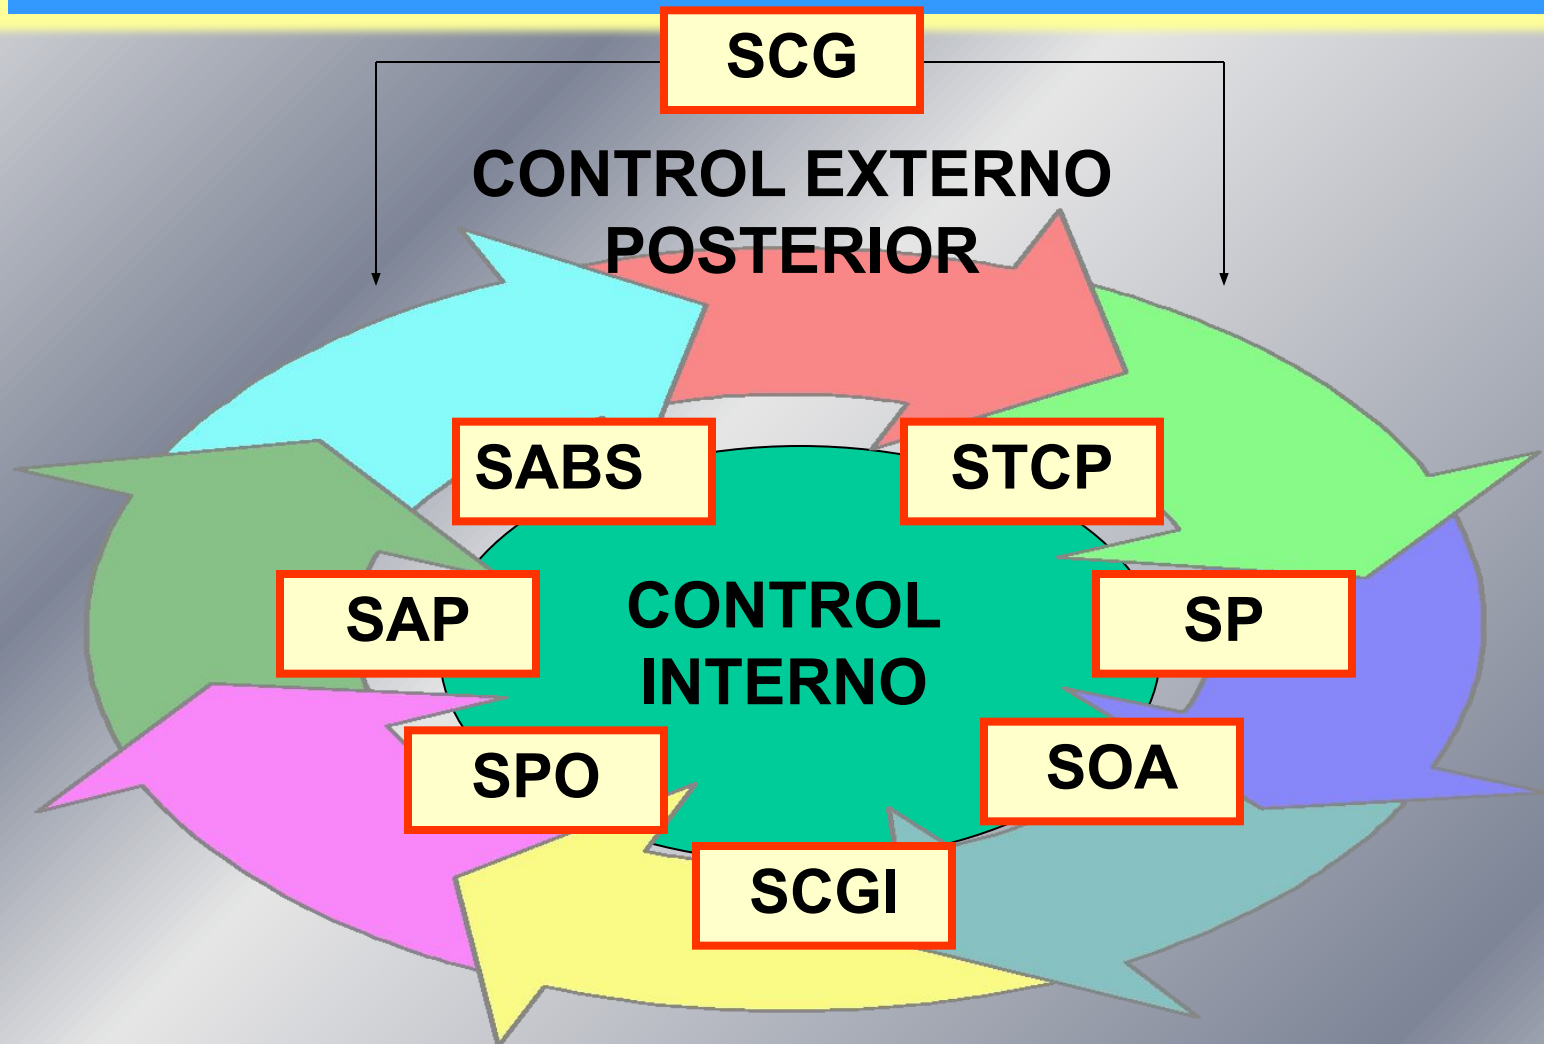 SCG
CONTROL EXTERNO
POSTERIOR
SABS
STCP
CONTROL
INTERNO
SAP
SP
SPO
SOA
SCGI